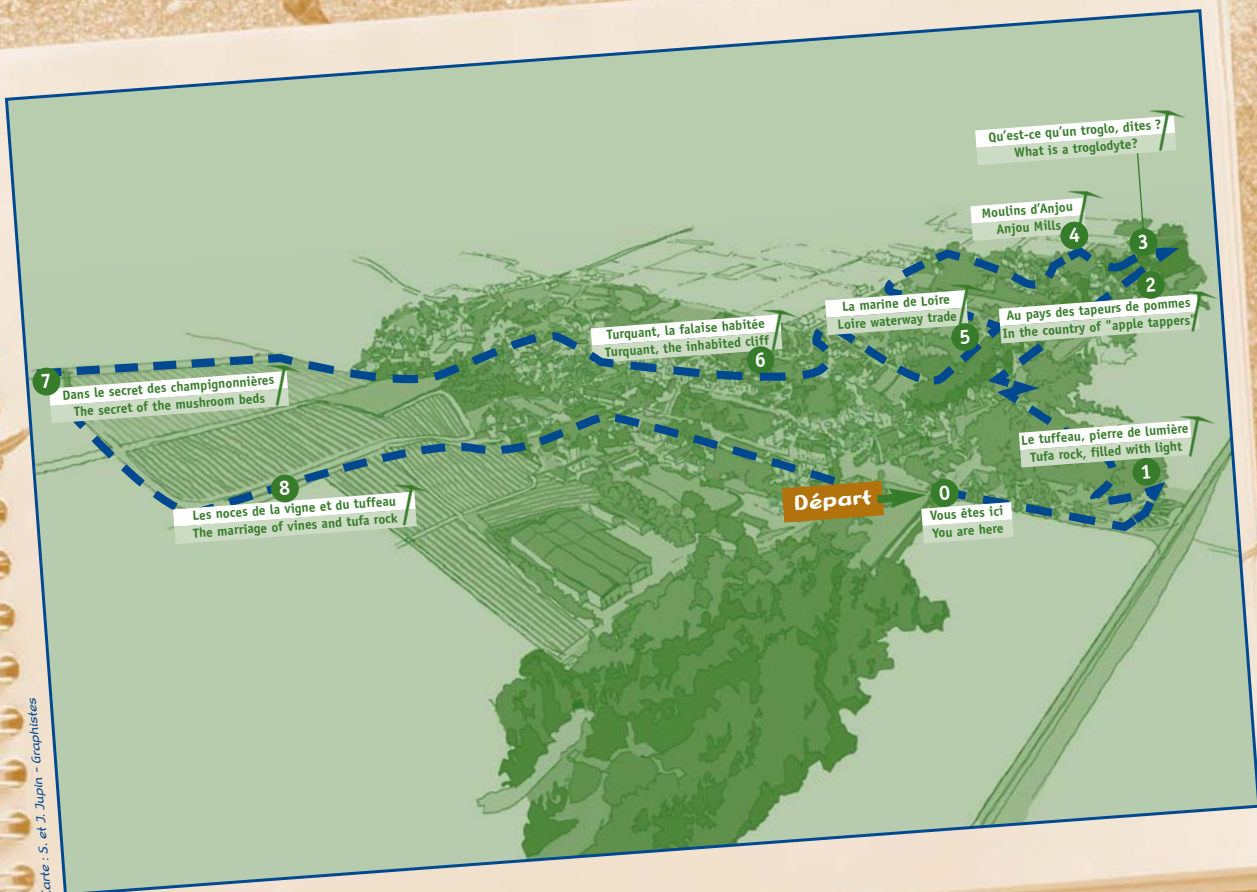 Qu'est-ce qu'un troglo, dites ?
What is a troglodyte?
Moulins d'Anjou
Anjou Mills
4
3
2
Au pays des tapeurs de pommes
In the country of "apple tappers"
La marine de Loire
Loire waterway trade
5
Turquant, la falaise habitée
Turquant, the inhabited cliff
6
7
Dans le secret des champignonnières
The secret of the mushroom beds
Le tuffeau, pierre de lumière
Tufa rock, filled with light
1
8
Les noces de la vigne et du tuffeau
The marriage of vines and tufa rock
Départ
0
Vous êtes ici
You are here
arte : S. et J. Jupin - Graphistes